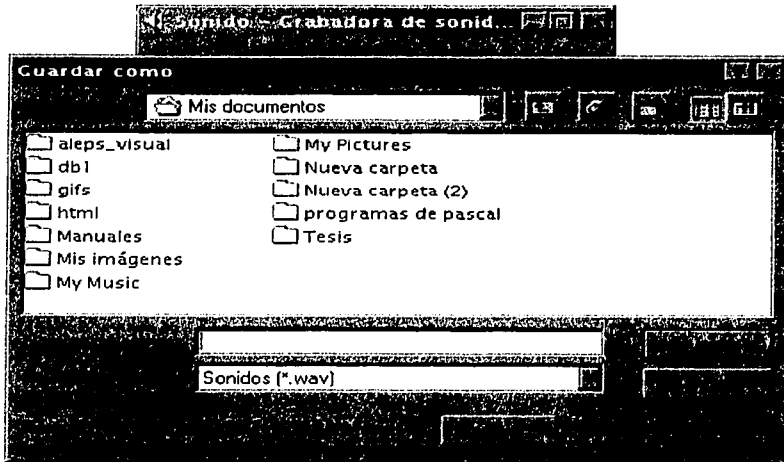 Sonido - Grabadora de sonid...
Guardar como
Mis documentos
aleps_visual
db1
gifs
html
Manuales
Mis imágenes
My Music
My Pictures
Nueva carpeta
Nueva carpeta (2)
programas de pascal
Tesis
Sonidos (*.wav)